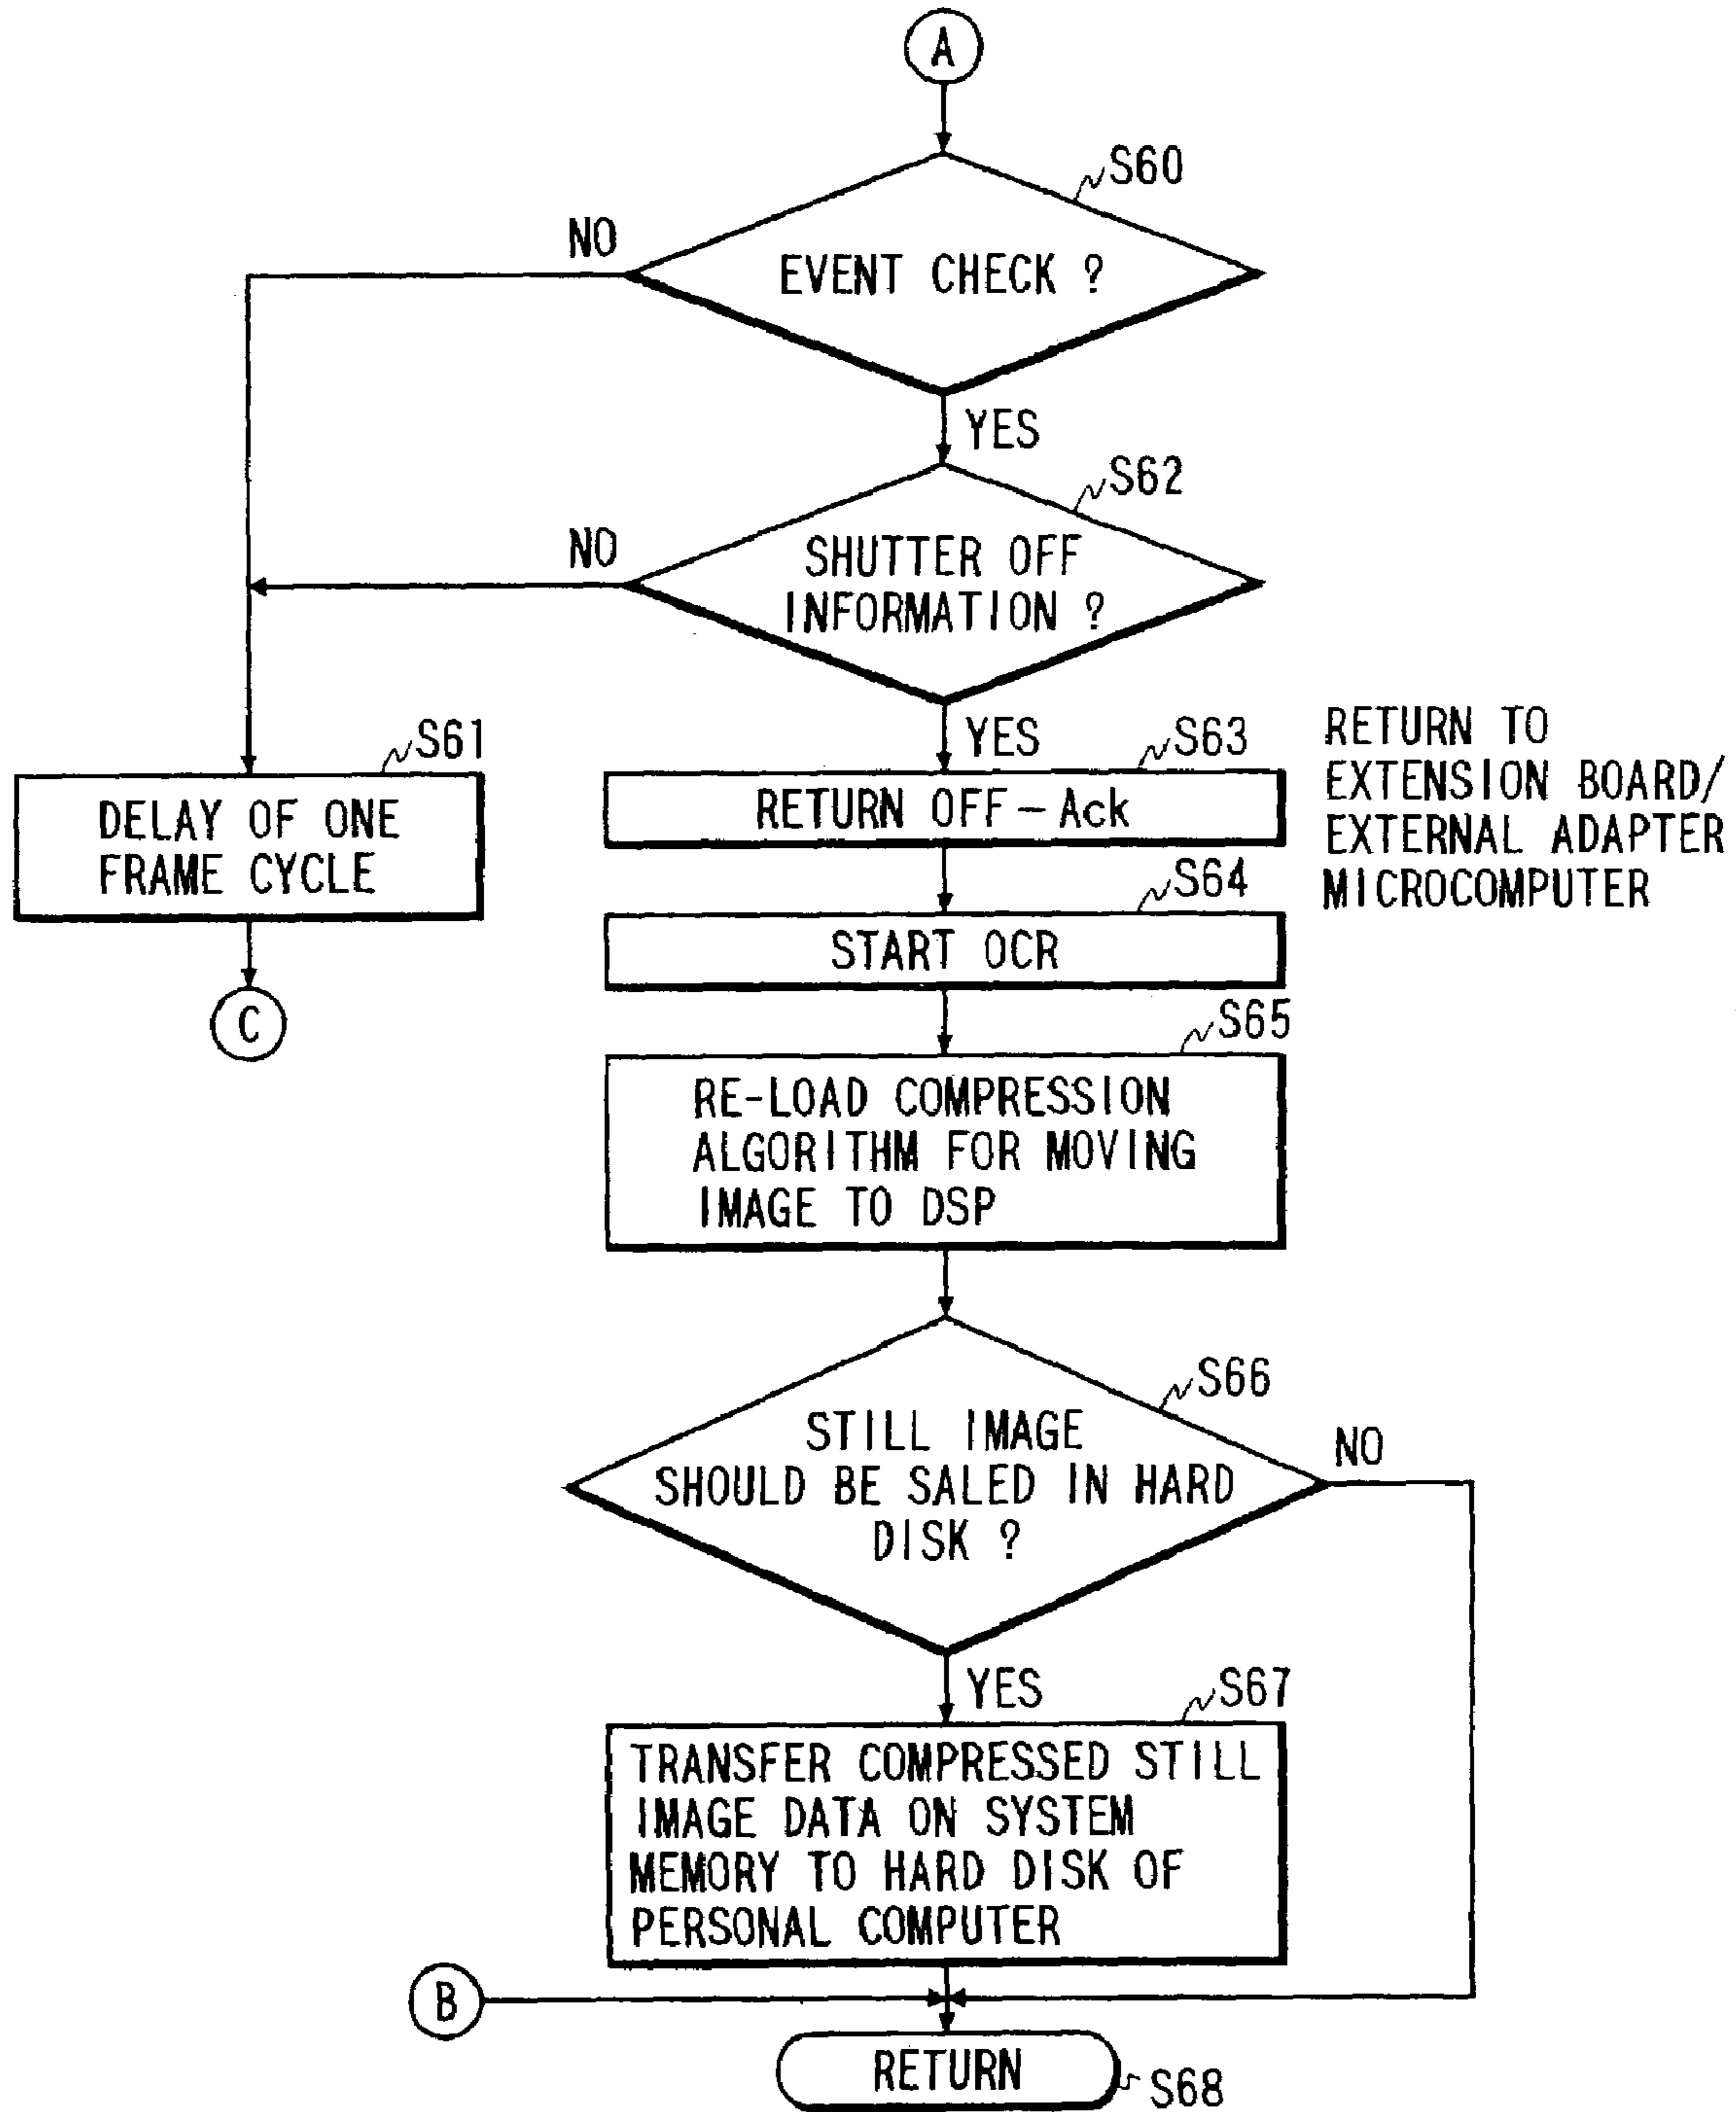 A
S60
NO
EVENT CHECK ?
YES
S62
NO
SHUTTER OFF
INFORMATION ?
YES
S61
DELAY OF ONE
FRAME CYCLE
C
S63
RETURN OFF-Ack
RETURN TO
EXTENSION BOARD/
EXTERNAL ADAPTER
MICROCOMPUTER
S64
START OCR
S65
RE-LOAD COMPRESSION
ALGORITHM FOR MOVING
IMAGE TO DSP
S66
STILL IMAGE
SHOULD BE SALED IN HARD
DISK ?
NO
YES
S67
TRANSFER COMPRESSED STILL
IMAGE DATA ON SYSTEM
MEMORY TO HARD DISK OF
PERSONAL COMPUTER
B
RETURN
S68